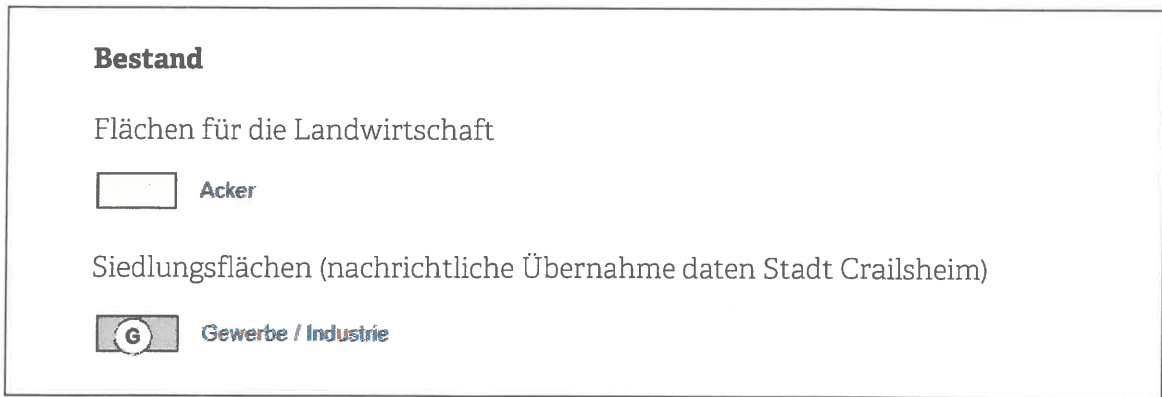 Bestand
Flächen für die Landwirtschaft
Acker
Siedlungsflächen (nachrichtliche Übernahme daten Stadt Crailsheim)
G Gewerbe / Industrie